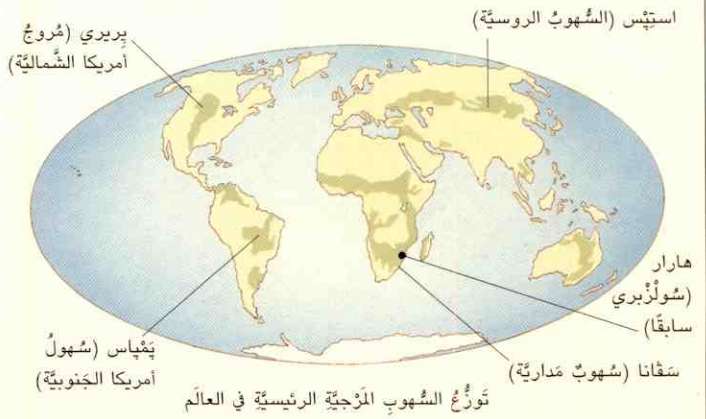 استِپْس (السُّهوبُ الروسيَّة)
پِريري (مُروجُ
أمريكا الشَّماليَّة)
هارار
(سُولْزْبري
سابقًا)
سَڤانا (سُهوبٌ مَداريَّة)
پَمْپاس (سُهولُ
أمريكا الجَنوبيَّة)
تَوزُّعُ السُّهوبِ المَرْجيَّةِ الرئيسيَّةِ في العالَم